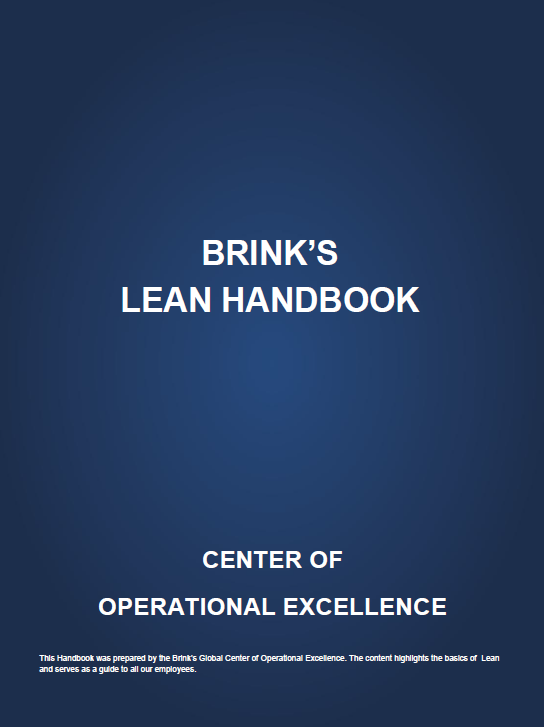 BRINK’S
LEAN HANDBOOK
CENTER OF
OPERATIONAL EXCELLENCE
This Handbook was prepared by the Brink's Global Center of Operational Excellence. The content highlights the basics of Lean
and serves as a guide to all our employees.